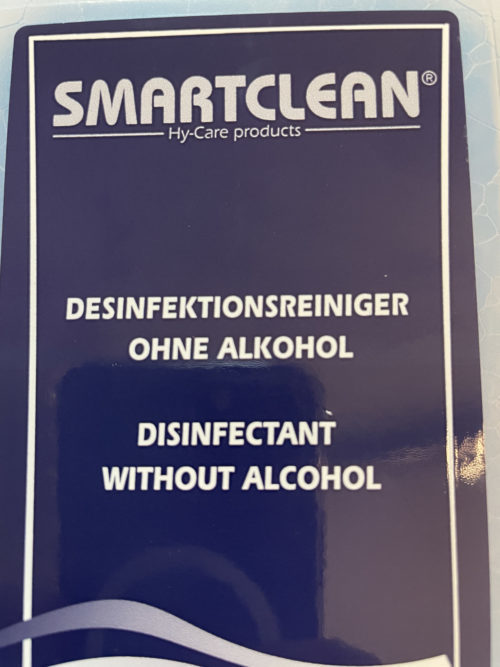 SMARTCLEAN®
Hy-Care products
DESINFEKTIONSREINIGER
OHNE ALKOHOL
DISINFECTANT
WITHOUT ALCOHOL